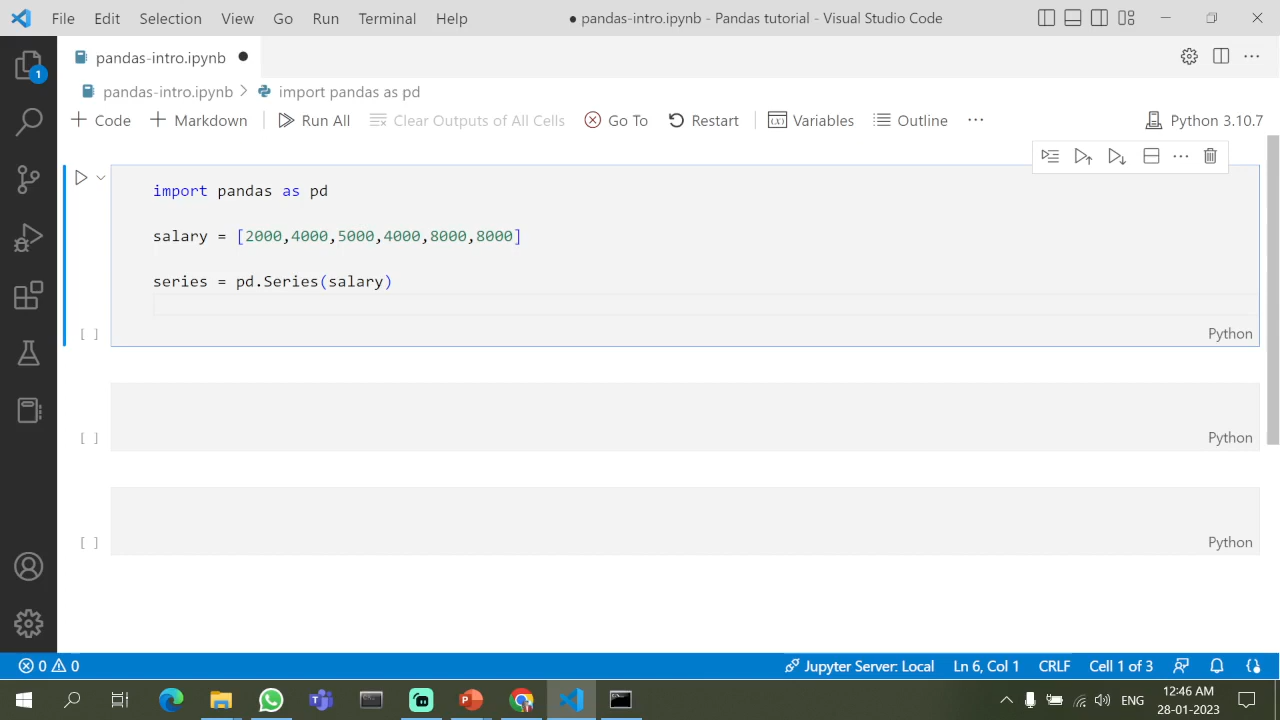 File Edit Selection View Go Run Terminal Help ● pandas-intro.ipynb - Pandas tutorial - Visual Studio Code
pandas-intro.ipynb ●
pandas-intro.ipynb > import pandas as pd
+ Code + Markdown Run All Clear Outputs of All Cells Go To Restart Variables Outline ··· Python 3.10.7
import pandas as pd
salary = [2000,4000,5000,4000,8000,8000]
series = pd.Series(salary)
[ ] Python
[ ] Python
[ ] Python
1
0 0 Jupyter Server: Local Ln 6, Col 1 CRLF Cell 1 of 3
ENG 12:46 AM
28-01-2023